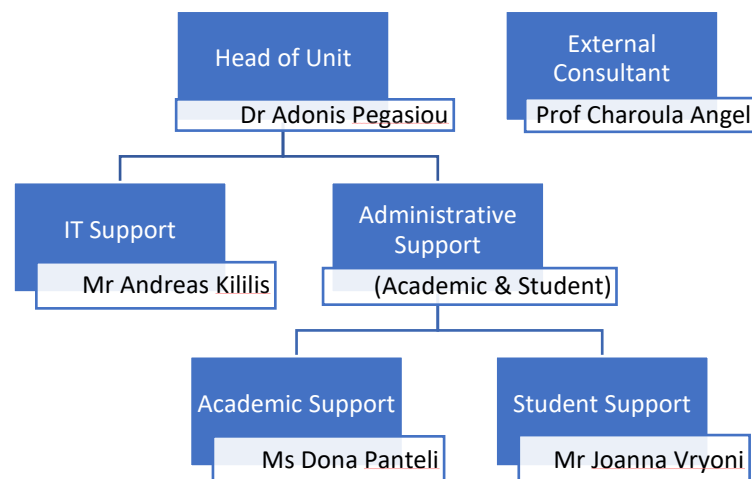 Head of Unit
Dr Adonis Pegasiou
External
Consultant
Prof Charoula Angel
IT Support
Mr Andreas Kililis
Administrative
Support
(Academic & Student)
Academic Support
Ms Dona Panteli
Student Support
Mr Joanna Vryoni